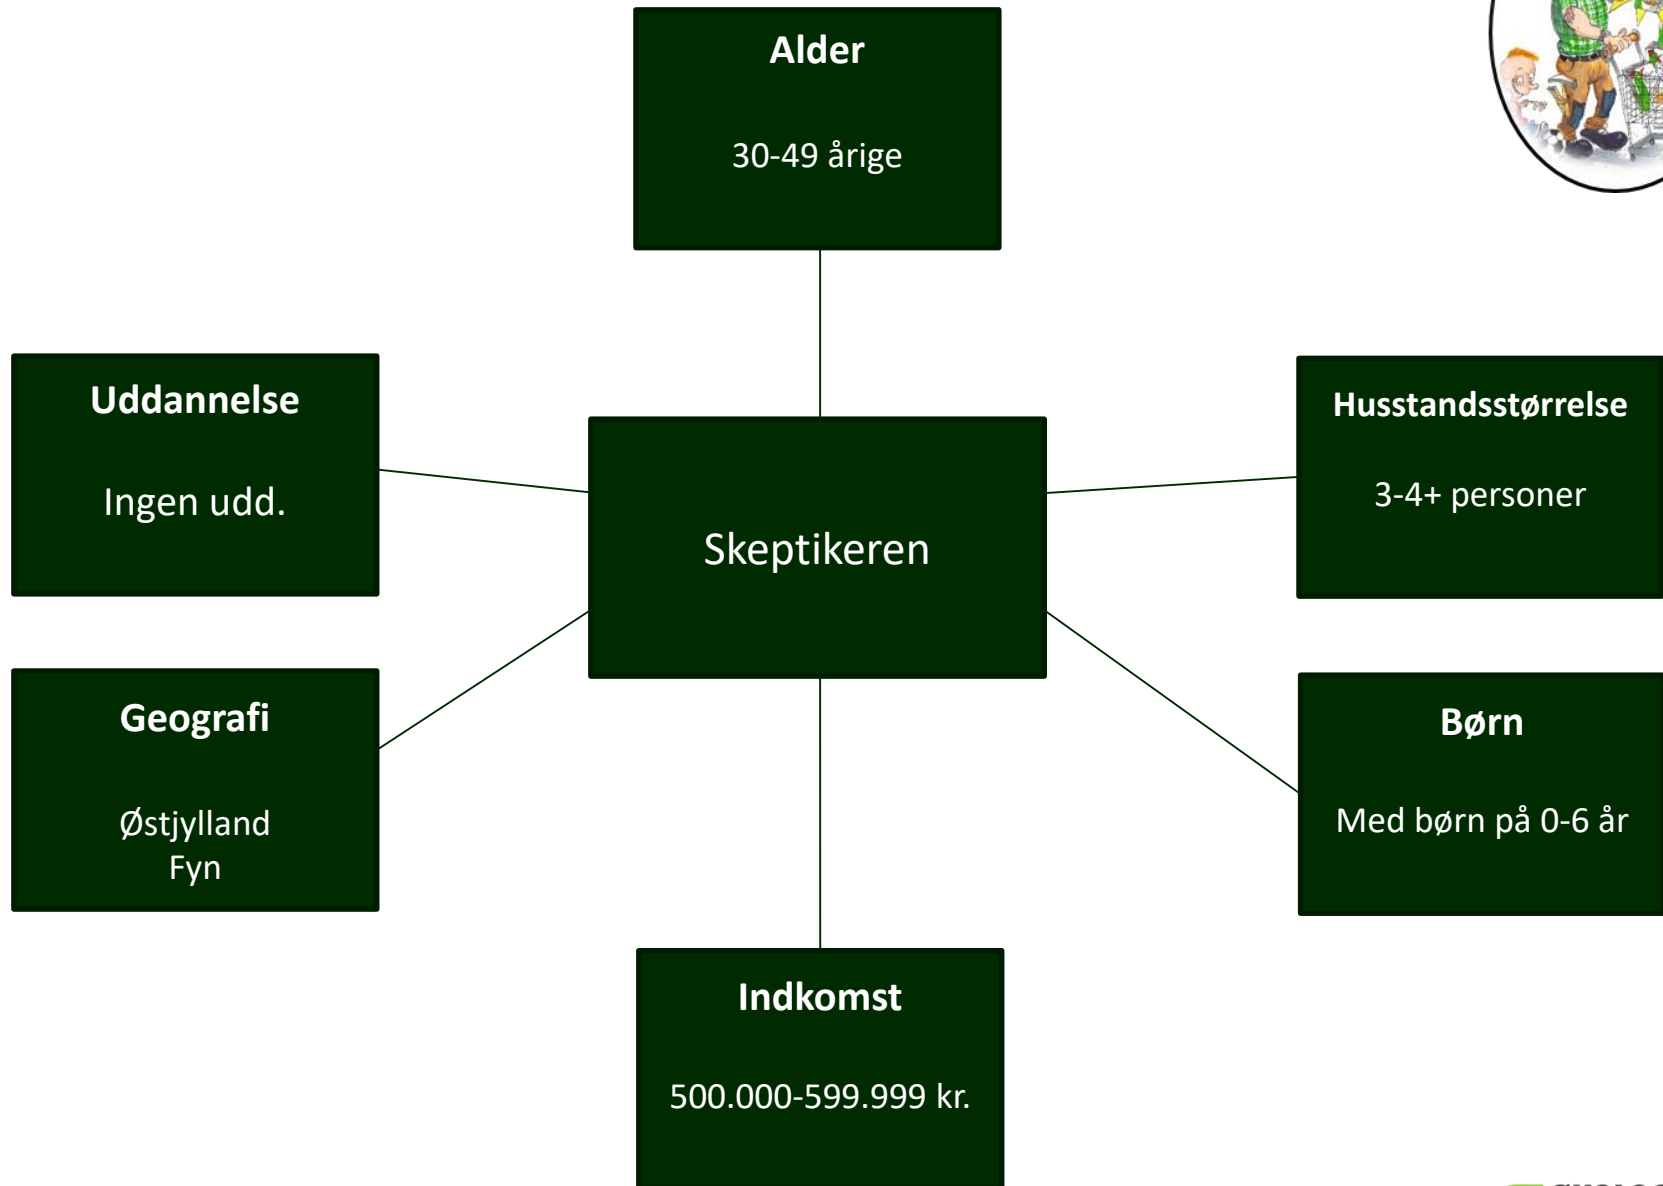 Alder
30-49 årige
Uddannelse
Ingen udd.
Husstandsstørrelse
3-4+ personer
Skeptikeren
Geografi
Østjylland
Fyn
Børn
Med børn på 0-6 år
Indkomst
500.000-599.999 kr.